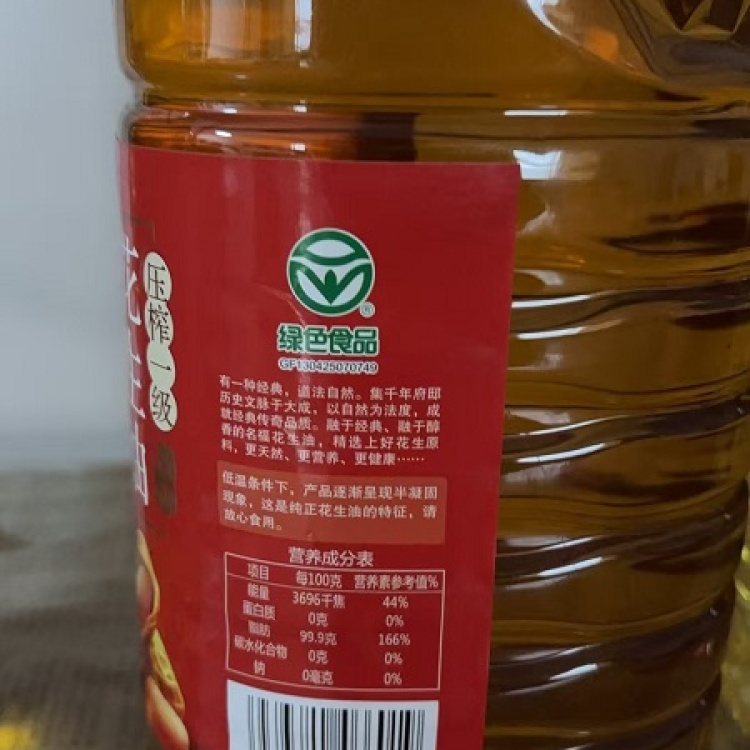 压榨一级
花生油
®
绿色食品
GF130425070749
有一种经典，道法自然。集千年府邸
历史文脉于大成，以自然为法度，成
就经典传奇品质。融于经典、融于醇
香的名福花生油，精选上好花生原
料，更天然、更营养、更健康……
低温条件下，产品逐渐呈现半凝固
现象，这是纯正花生油的特征，请
放心食用。
营养成分表
项目 每100克 营养素参考值%
能量 3696千焦 44%
蛋白质 0克 0%
脂肪 99.9克 166%
碳水化合物 0克 0%
钠 0毫克 0%